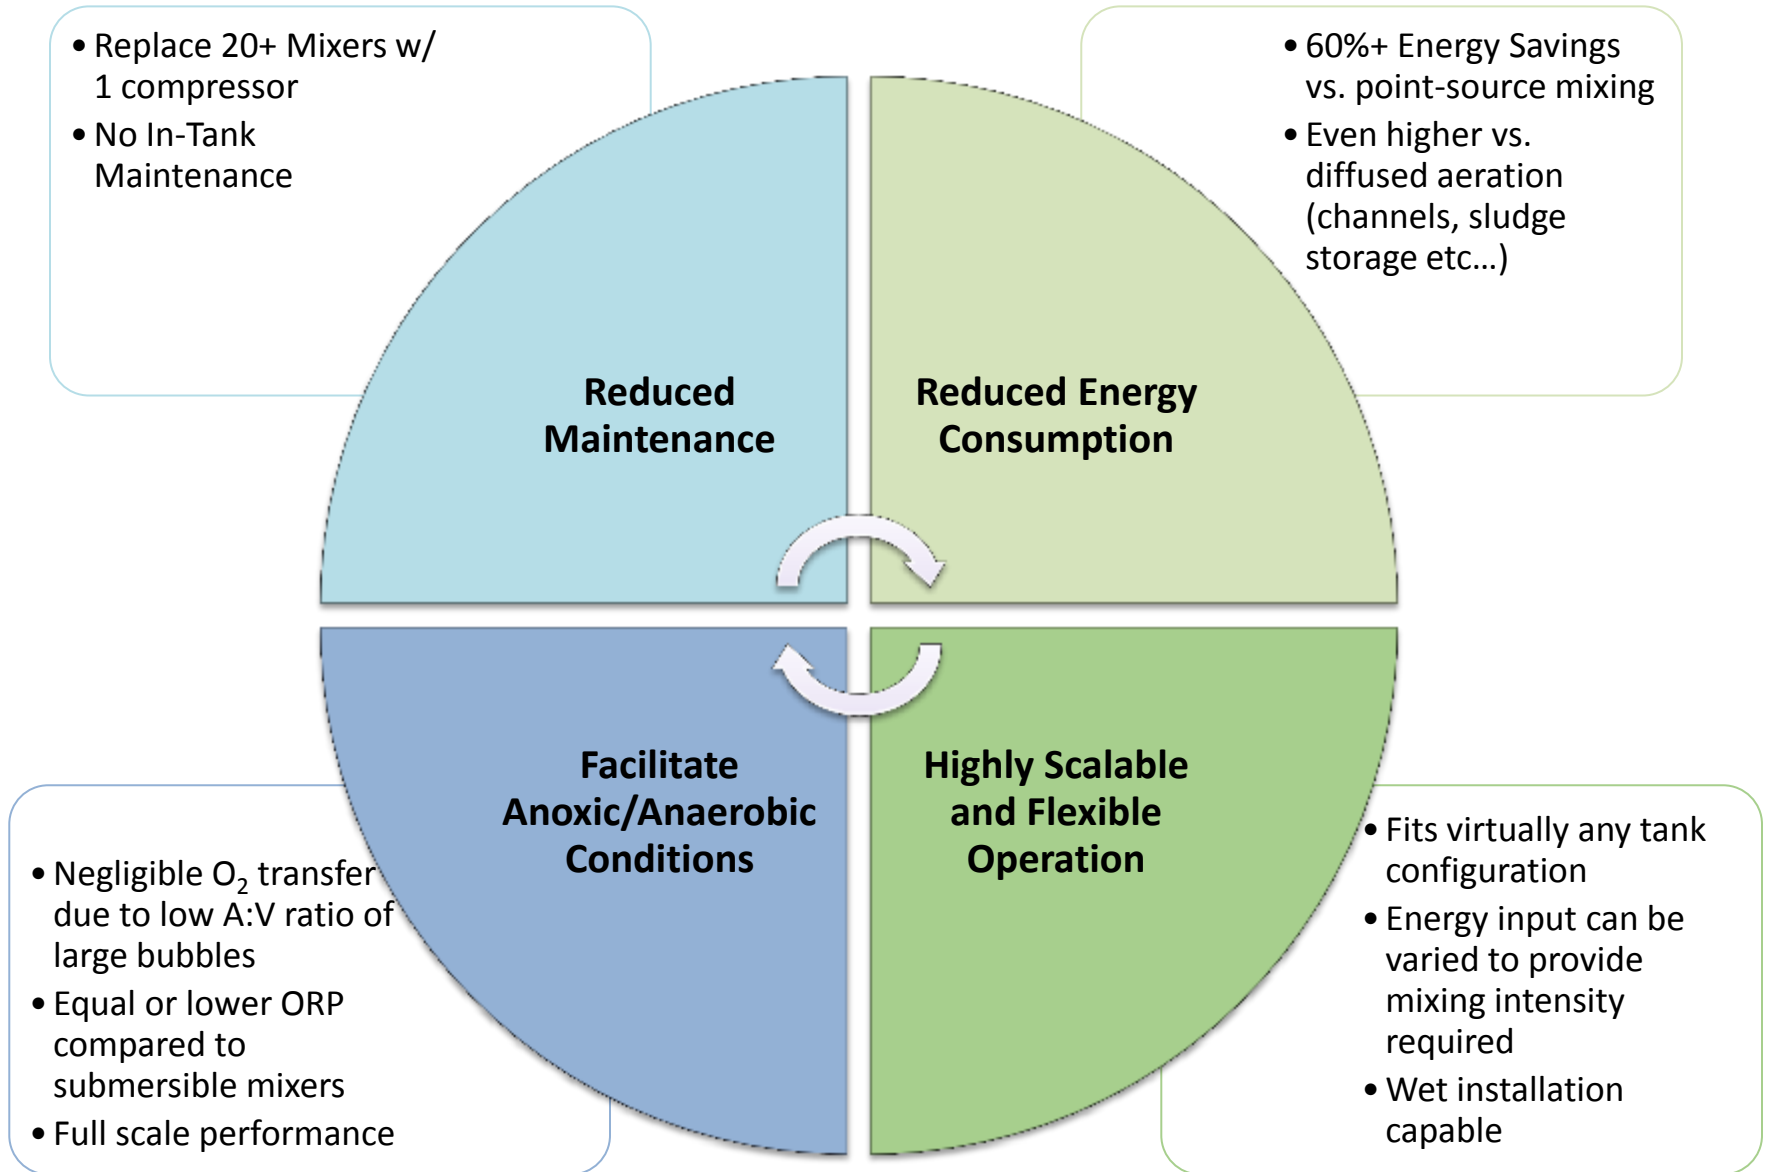 • Replace 20+ Mixers w/
1 compressor
• No In-Tank
Maintenance
• 60%+ Energy Savings
vs. point-source mixing
• Even higher vs.
diffused aeration
(channels, sludge
storage etc…)
Reduced
Maintenance
Reduced Energy
Consumption
Facilitate
Anoxic/Anaerobic
Conditions
Highly Scalable
and Flexible
Operation
• Negligible O₂ transfer
due to low A:V ratio of
large bubbles
• Equal or lower ORP
compared to
submersible mixers
• Full scale performance
• Fits virtually any tank
configuration
• Energy input can be
varied to provide
mixing intensity
required
• Wet installation
capable